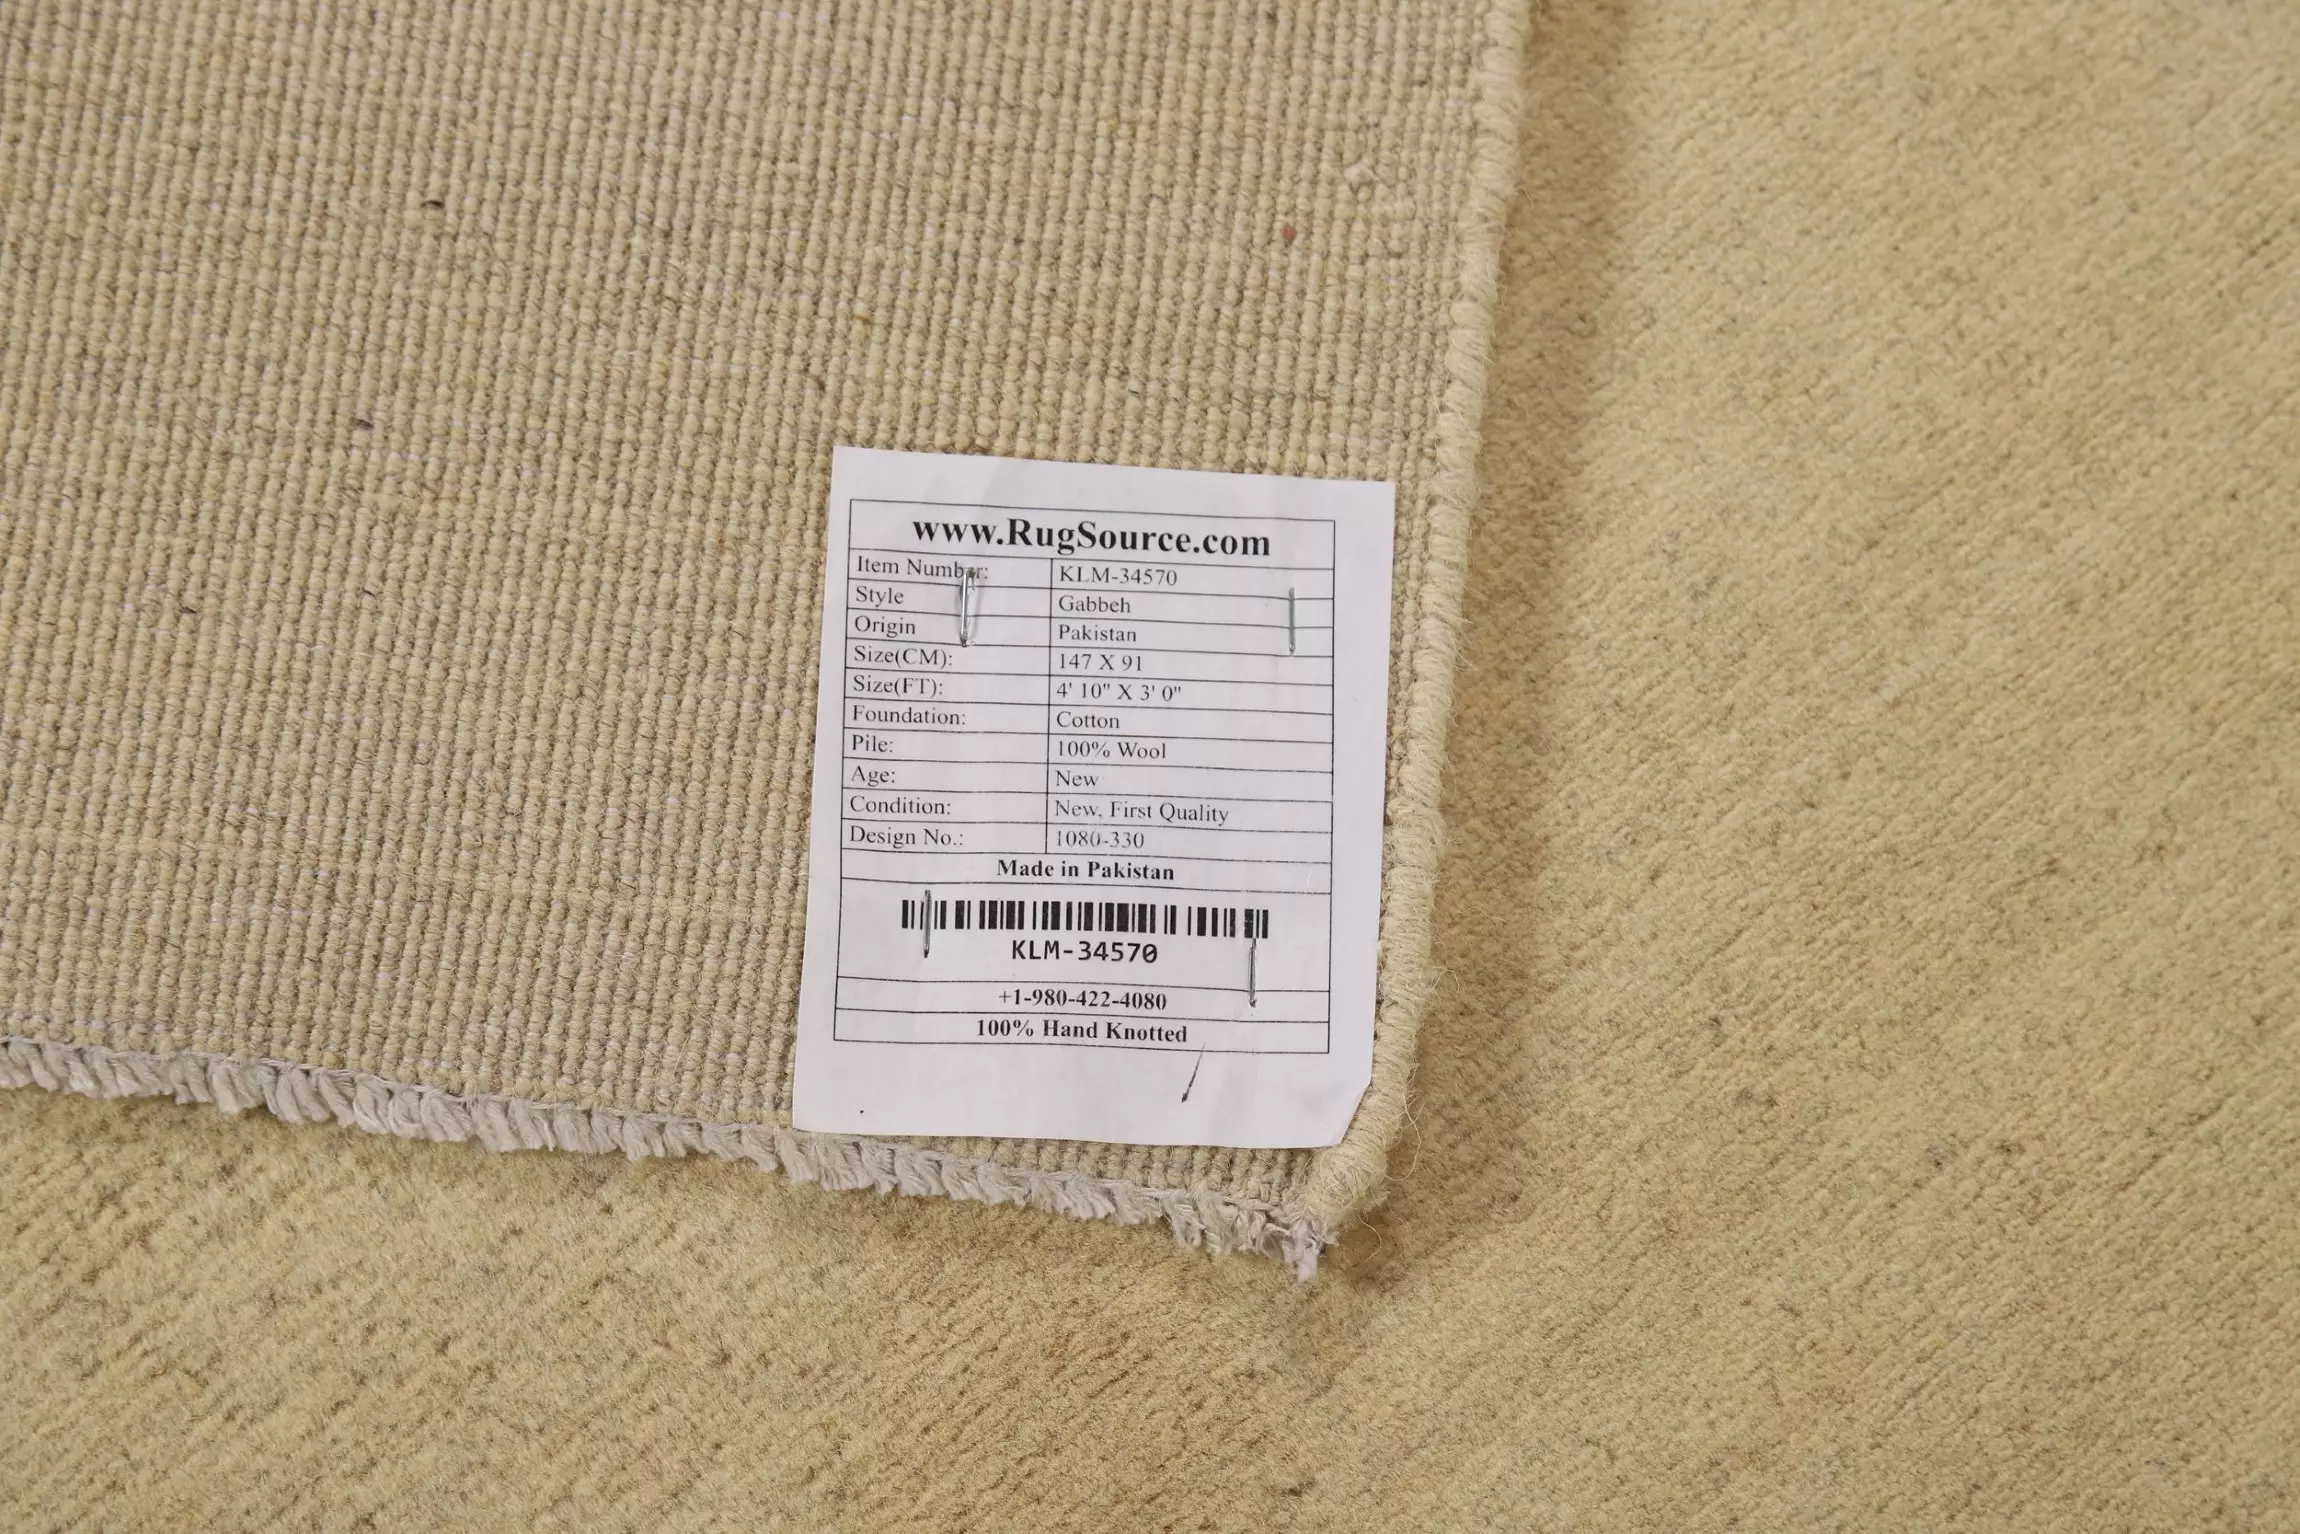 www.RugSource.com
Item Number: KLM-34570
Style Gabbeh
Origin Pakistan
Size(CM): 147 X 91
Size(FT): 4' 10" X 3' 0"
Foundation: Cotton
Pile: 100% Wool
Age: New
Condition: New, First Quality
Design No.: 1080-330
Made in Pakistan
KLM-34570
+1-980-422-4080
100% Hand Knotted